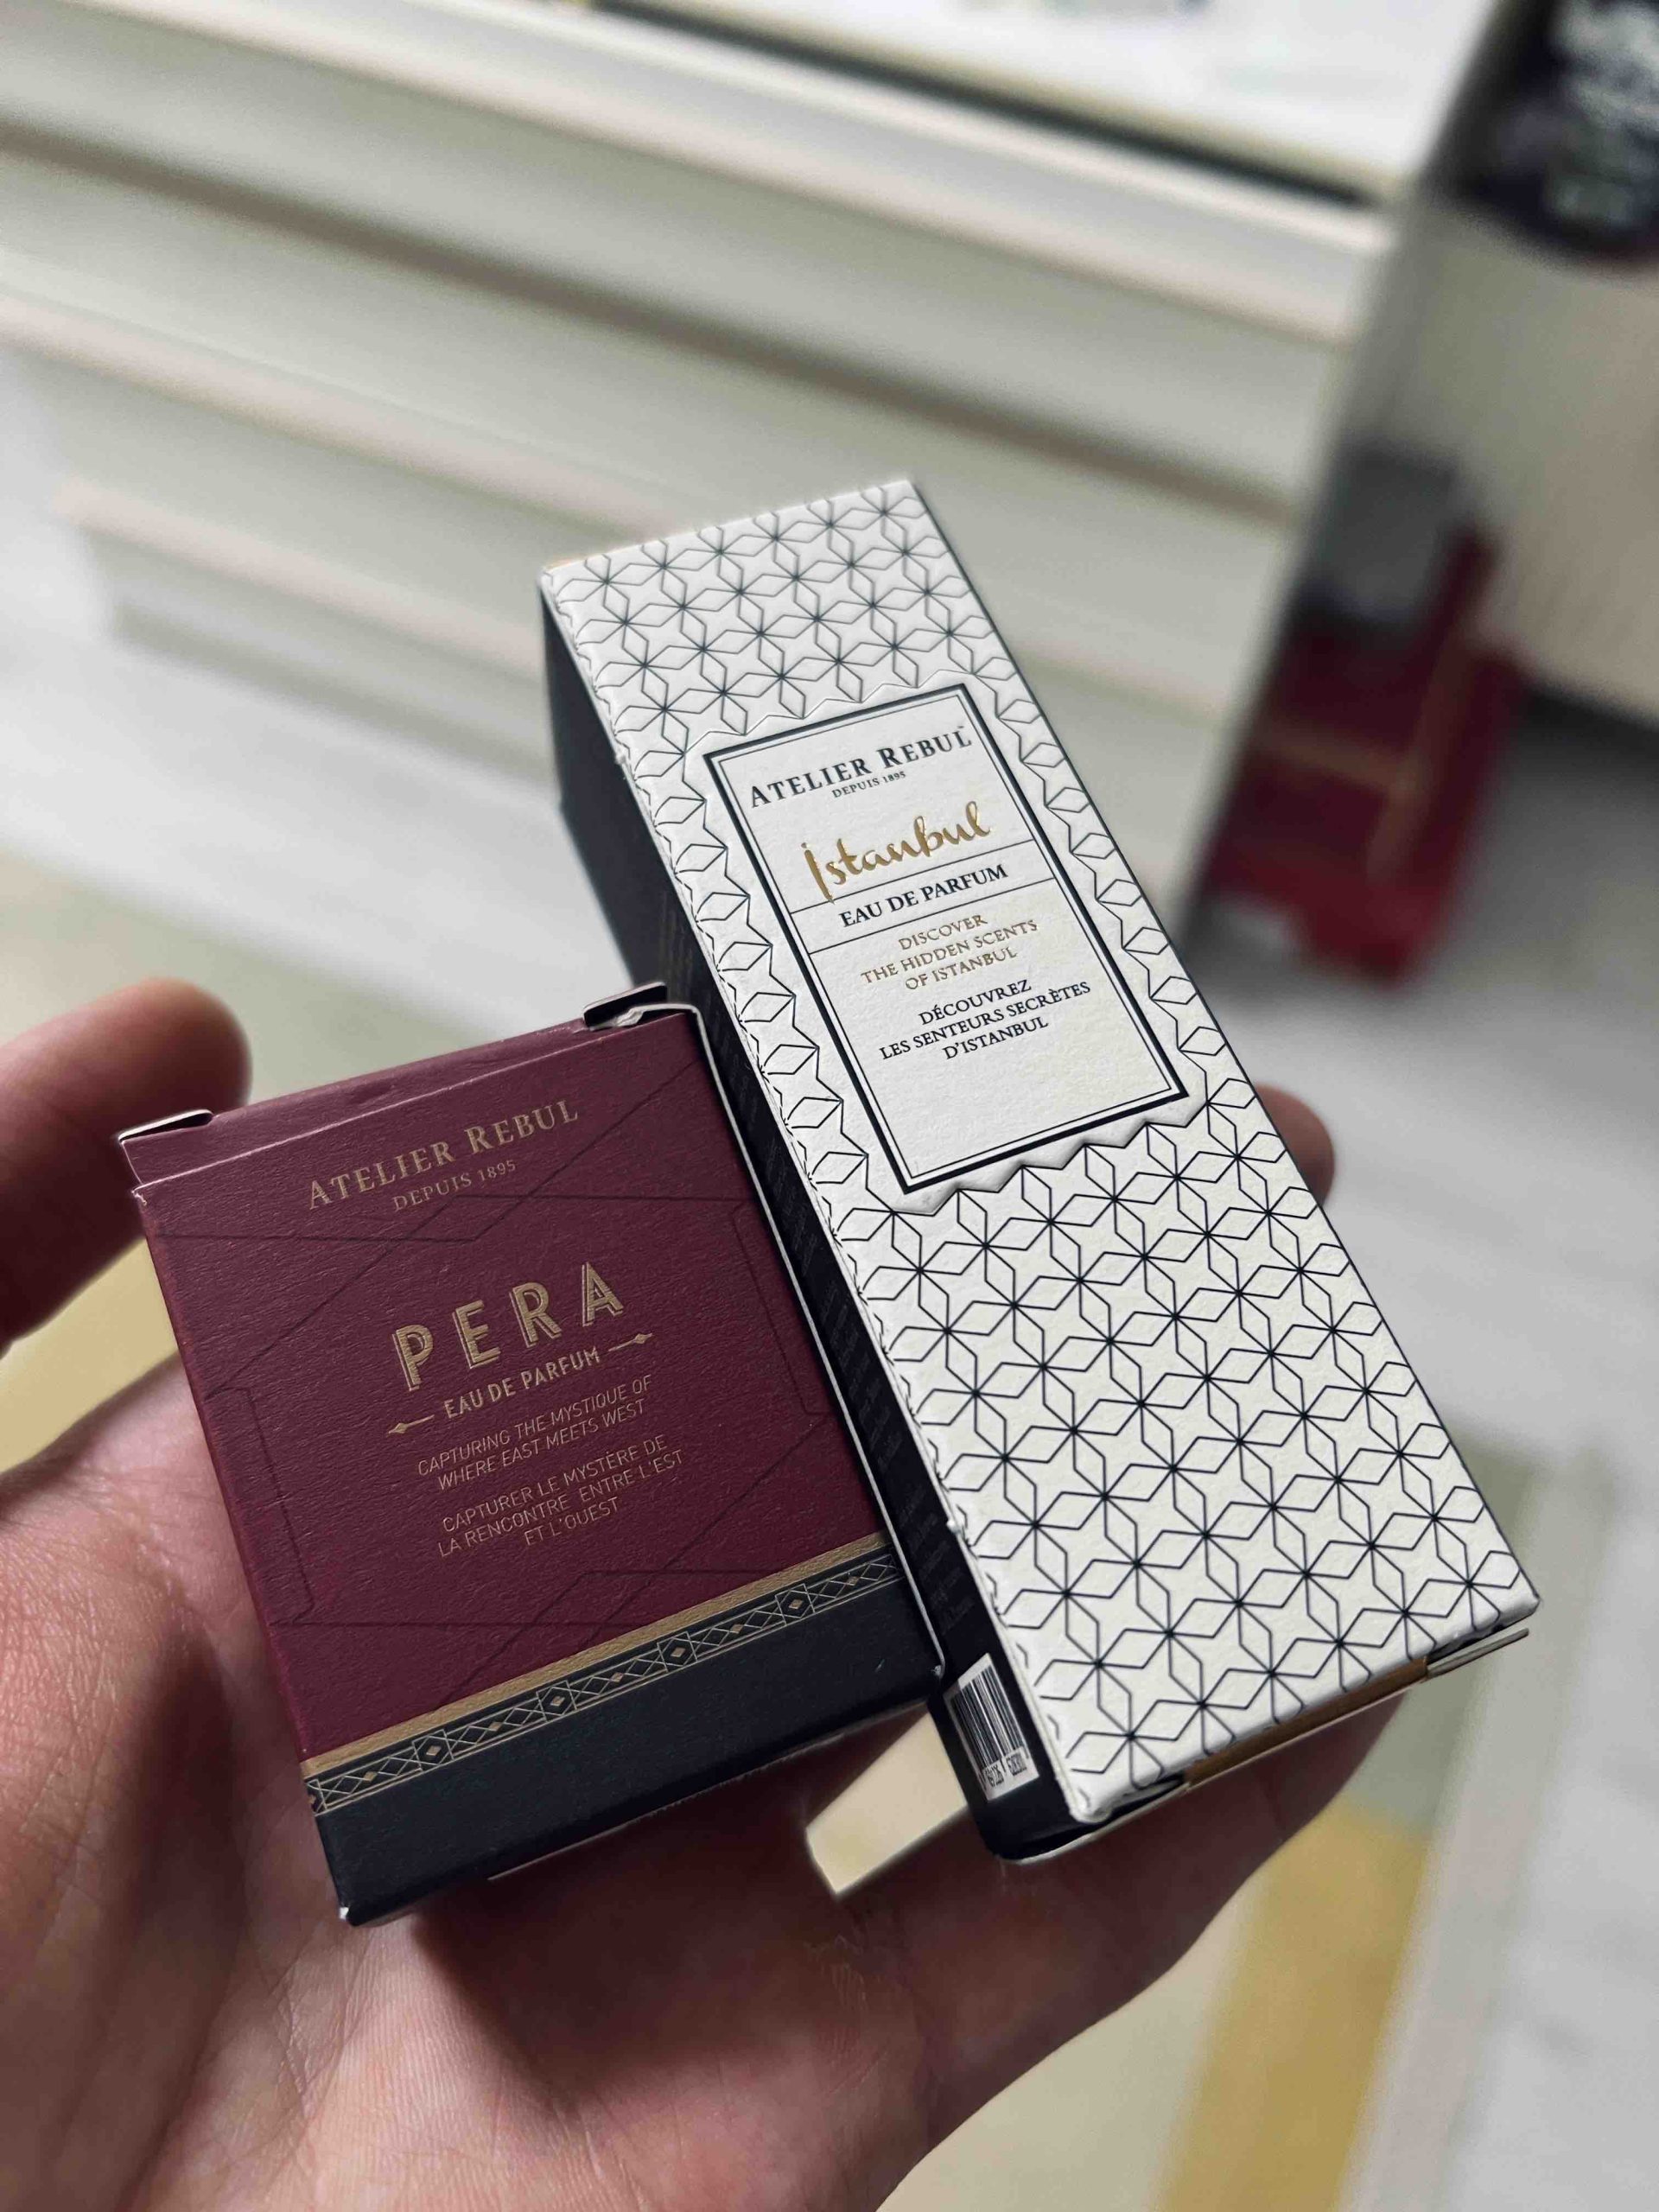 ATELIER REBUL
DEPUIS 1895
İstanbul
EAU DE PARFUM
DISCOVER
THE HIDDEN SCENTS
OF ISTANBUL
DÉCOUVREZ
LES SENTEURS SECRÈTES
D'ISTANBUL
ATELIER REBUL
DEPUIS 1895
PERA
EAU DE PARFUM
CAPTURING THE MYSTIQUE OF
WHERE EAST MEETS WEST
CAPTURER LE MYSTÈRE DE
LA RENCONTRE ENTRE L'EST
ET L'OUEST